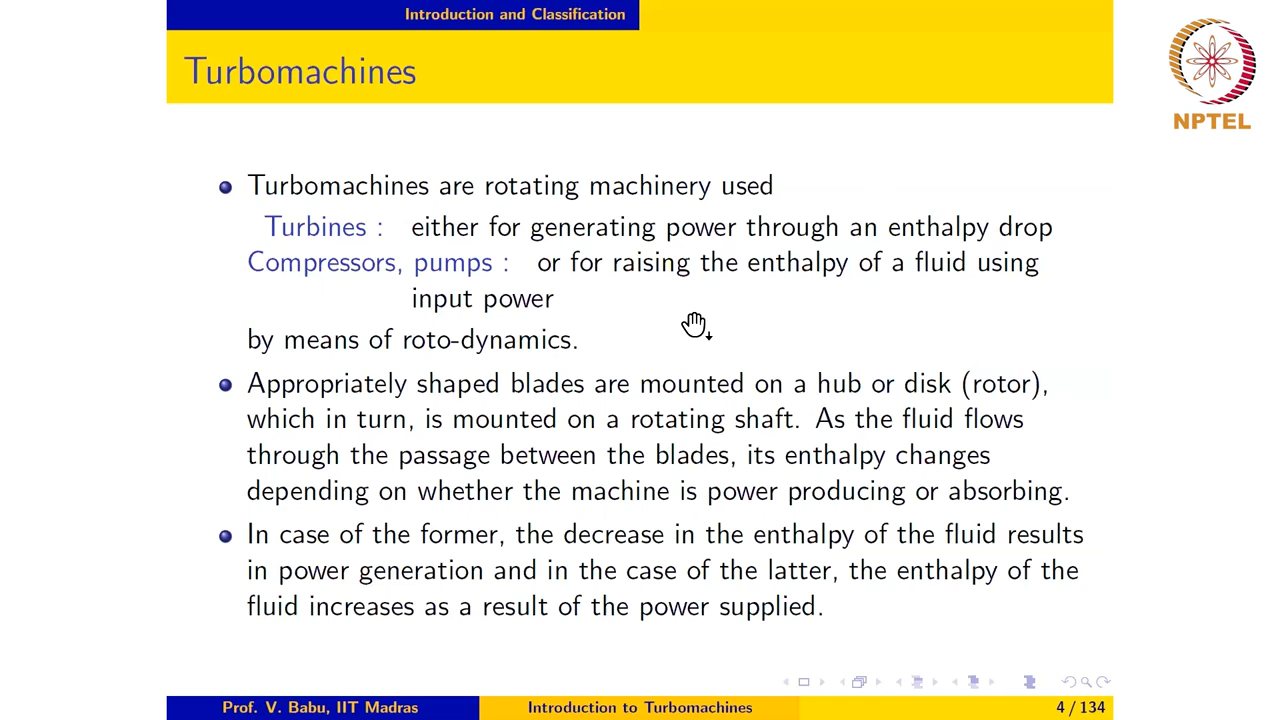 Introduction and Classification
Turbomachines
NPTEL
Turbomachines are rotating machinery used
Turbines : either for generating power through an enthalpy drop
Compressors, pumps : or for raising the enthalpy of a fluid using
input power
by means of roto-dynamics.
Appropriately shaped blades are mounted on a hub or disk (rotor),
which in turn, is mounted on a rotating shaft. As the fluid flows
through the passage between the blades, its enthalpy changes
depending on whether the machine is power producing or absorbing.
In case of the former, the decrease in the enthalpy of the fluid results
in power generation and in the case of the latter, the enthalpy of the
fluid increases as a result of the power supplied.
Prof. V. Babu, IIT Madras Introduction to Turbomachines 4 / 134